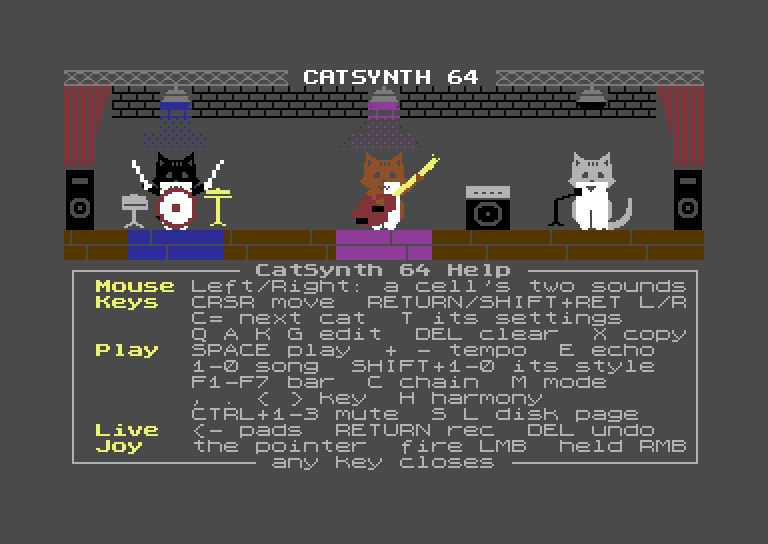 CATSYNTH 64
CatSynth 64 Help
Mouse Left/Right: a cell's two sounds
Keys CRSR move RETURN/SHIFT+RET L/R
C= next cat T its settings
Q A K G edit DEL clear X copy
Play SPACE play + - tempo E echo
1-0 song SHIFT+1-0 its style
F1-F7 bar C chain M mode
, . < > key H harmony
CTRL+1-3 mute S L disk page
Live <- pads RETURN rec DEL undo
Joy the pointer fire LMB held RMB
any key closes